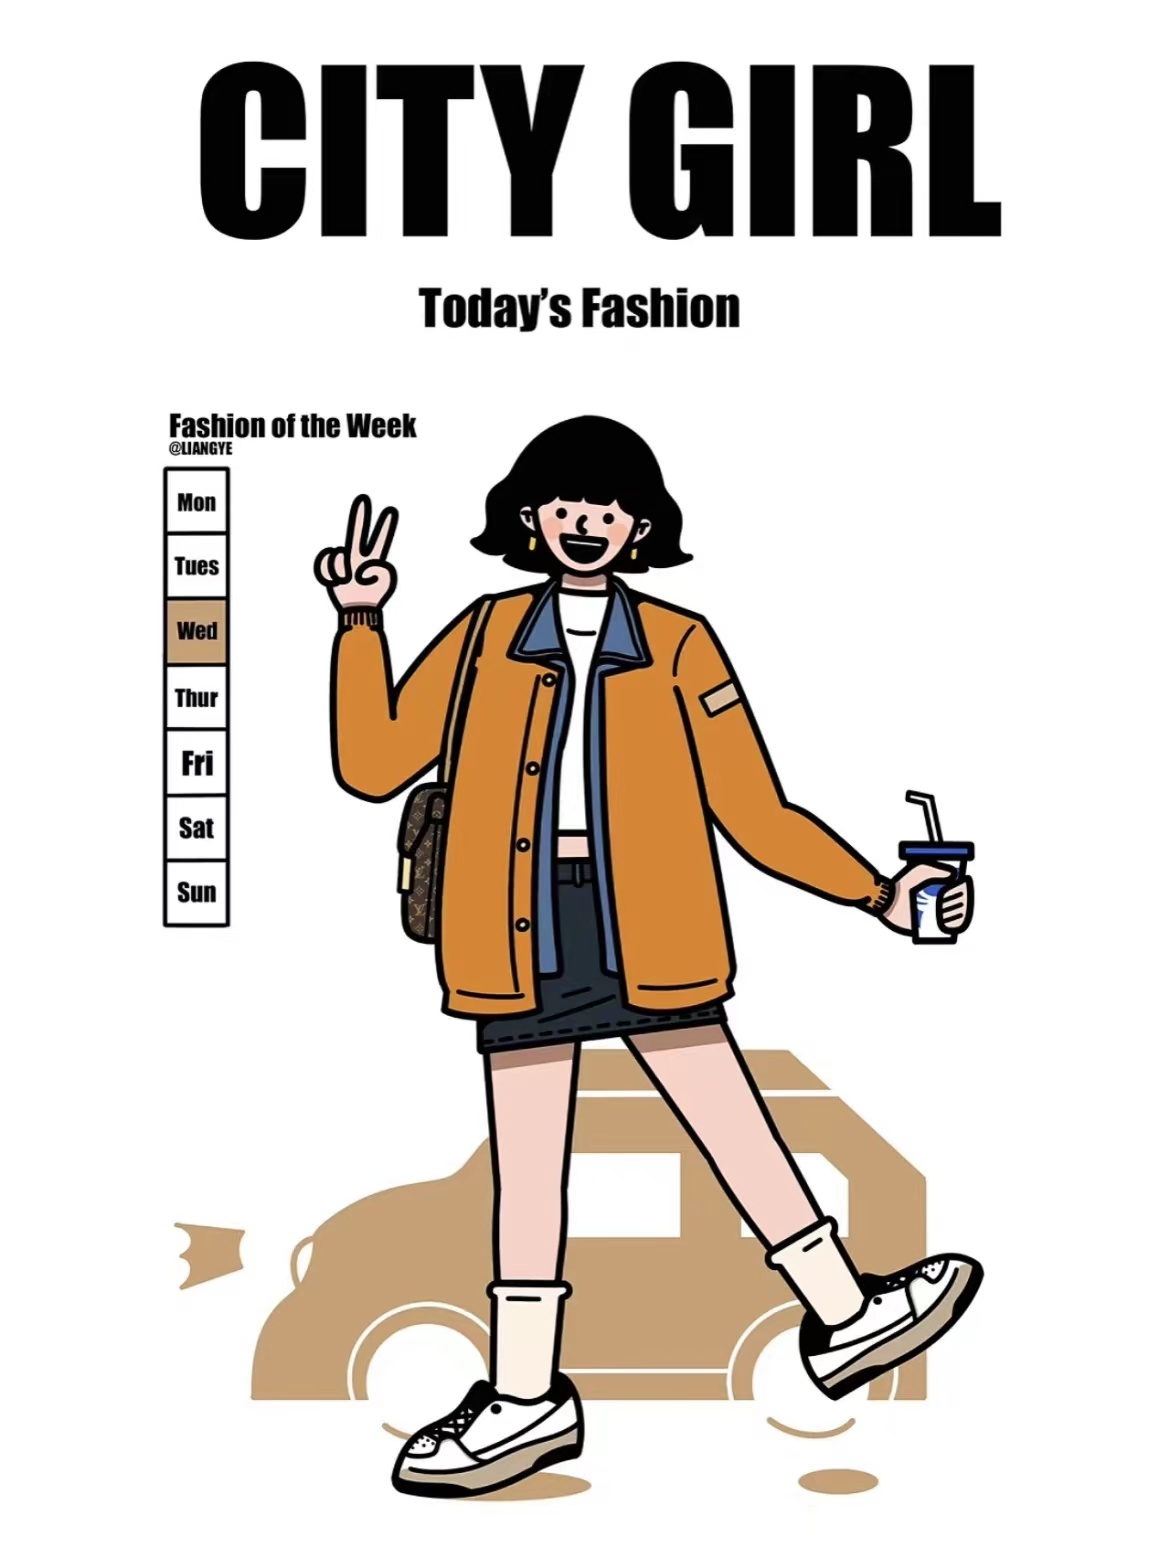 CITY GIRL
Today's Fashion
Fashion of the Week
@LIANGYE
Mon
Tues
Wed
Thur
Fri
Sat
Sun